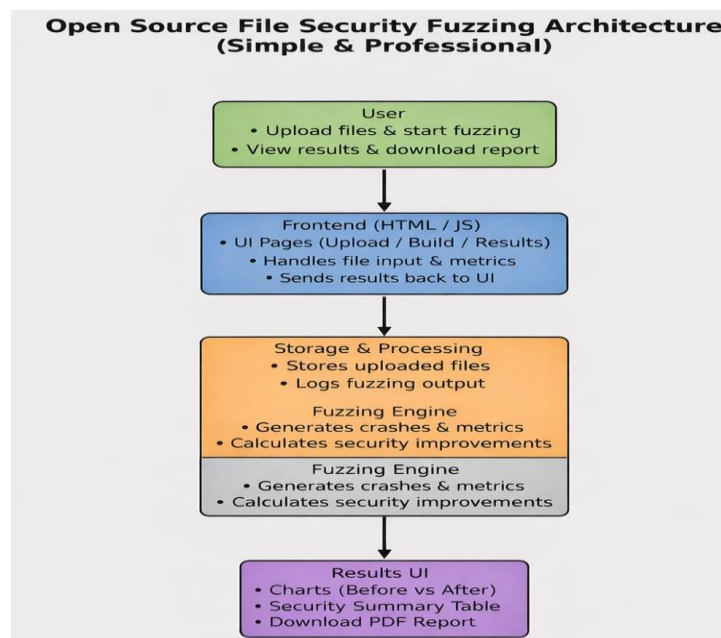 Open Source File Security Fuzzing Architecture
(Simple & Professional)
User
• Upload files & start fuzzing
• View results & download report
Frontend (HTML / JS)
• UI Pages (Upload / Build / Results)
• Handles file input & metrics
• Sends results back to UI
Storage & Processing
• Stores uploaded files
• Logs fuzzing output
Fuzzing Engine
• Generates crashes & metrics
• Calculates security improvements
Fuzzing Engine
• Generates crashes & metrics
• Calculates security improvements
Results UI
• Charts (Before vs After)
• Security Summary Table
• Download PDF Report